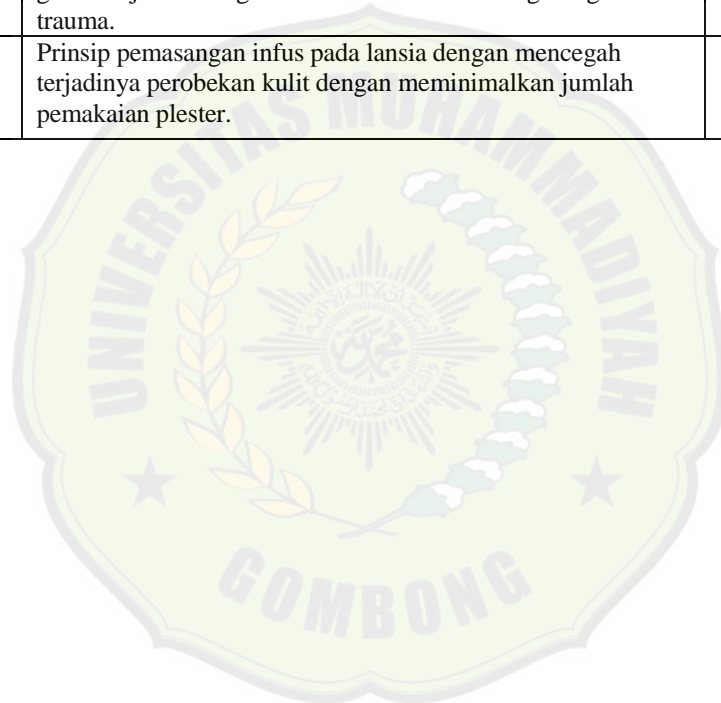 trauma.
Prinsip pemasangan infus pada lansia dengan mencegah
terjadinya perobekan kulit dengan meminimalkan jumlah
pemakaian plester.
UNIVERSITAS MUHAMMADIYAH
GOMBONG